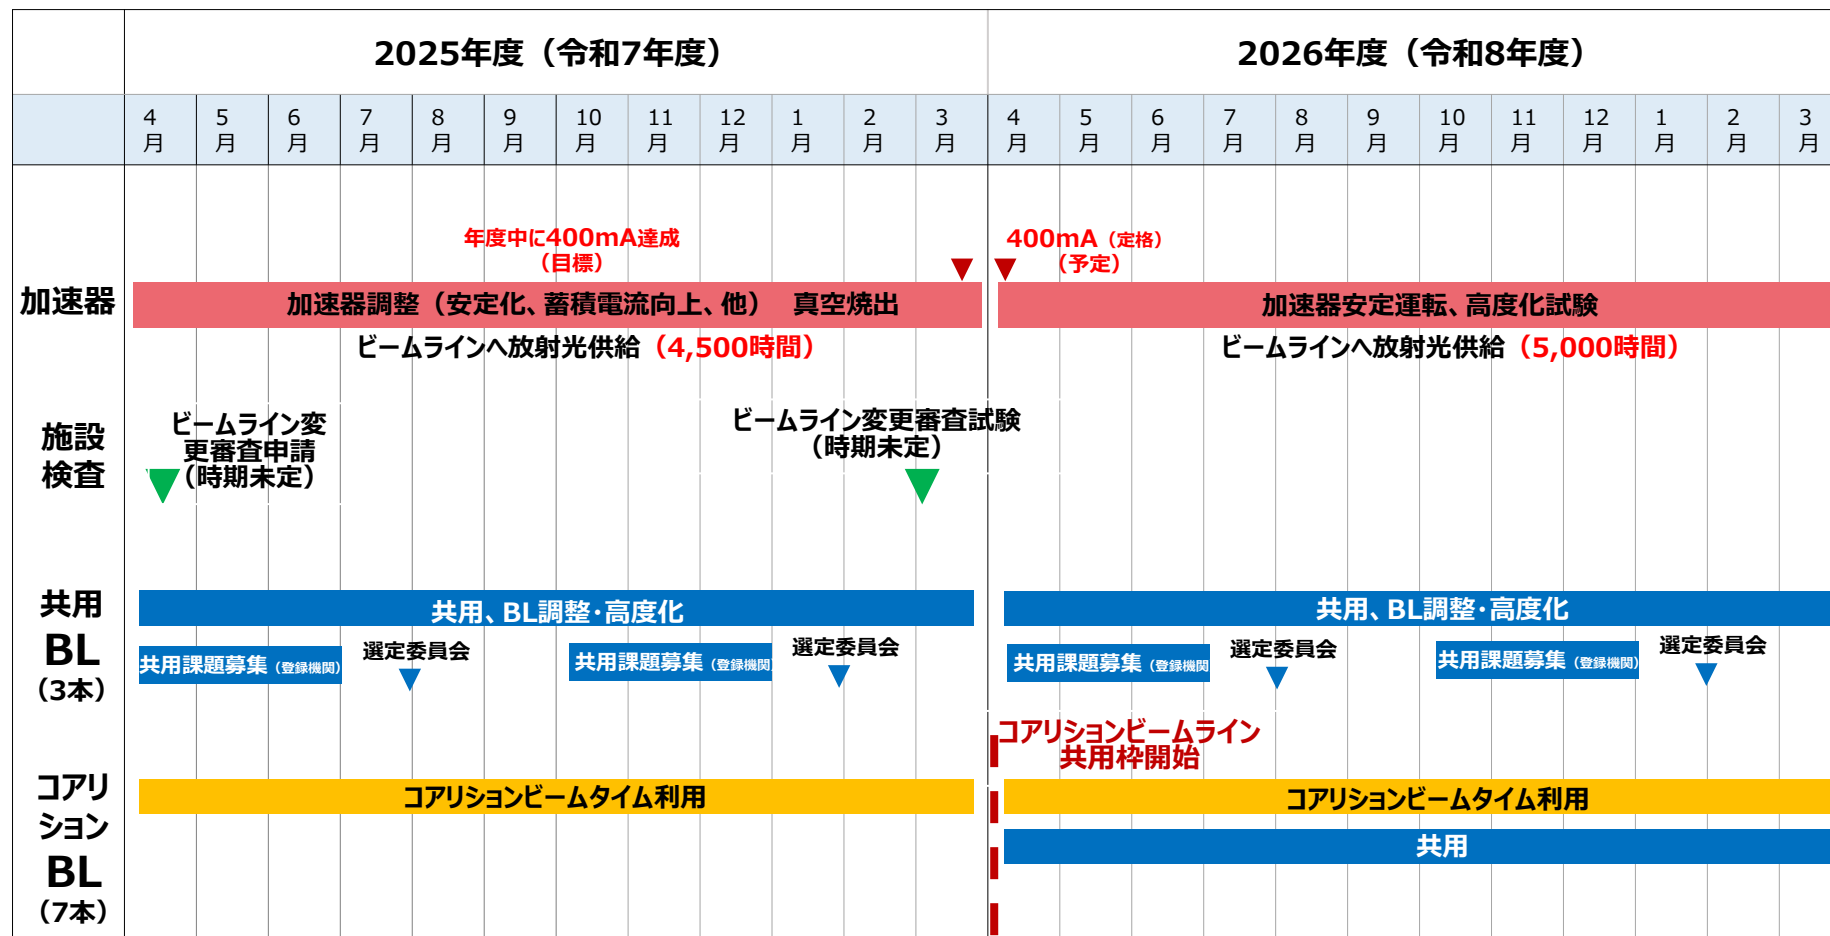 2025年度（令和7年度）
2026年度（令和8年度）
4月 5月 6月 7月 8月 9月 10月 11月 12月 1月 2月 3月 4月 5月 6月 7月 8月 9月 10月 11月 12月 1月 2月 3月
加速器
年度中に400mA達成
（目標）
400mA（定格）
（予定）
加速器調整（安定化、蓄積電流向上、他） 真空焼出
加速器安定運転、高度化試験
ビームラインへ放射光供給（4,500時間）
ビームラインへ放射光供給（5,000時間）
施設
検査
ビームライン変
更審査申請
（時期未定）
ビームライン変更審査試験
（時期未定）
共用
BL
（3本）
共用、BL調整・高度化
共用、BL調整・高度化
共用課題募集（登録機関）
選定委員会
共用課題募集（登録機関）
選定委員会
共用課題募集（登録機関
選定委員会
共用課題募集（登録機関）
選定委員会
コアリションビームライン
共用枠開始
コアリ
ション
BL
（7本）
コアリションビームタイム利用
コアリションビームタイム利用
共用